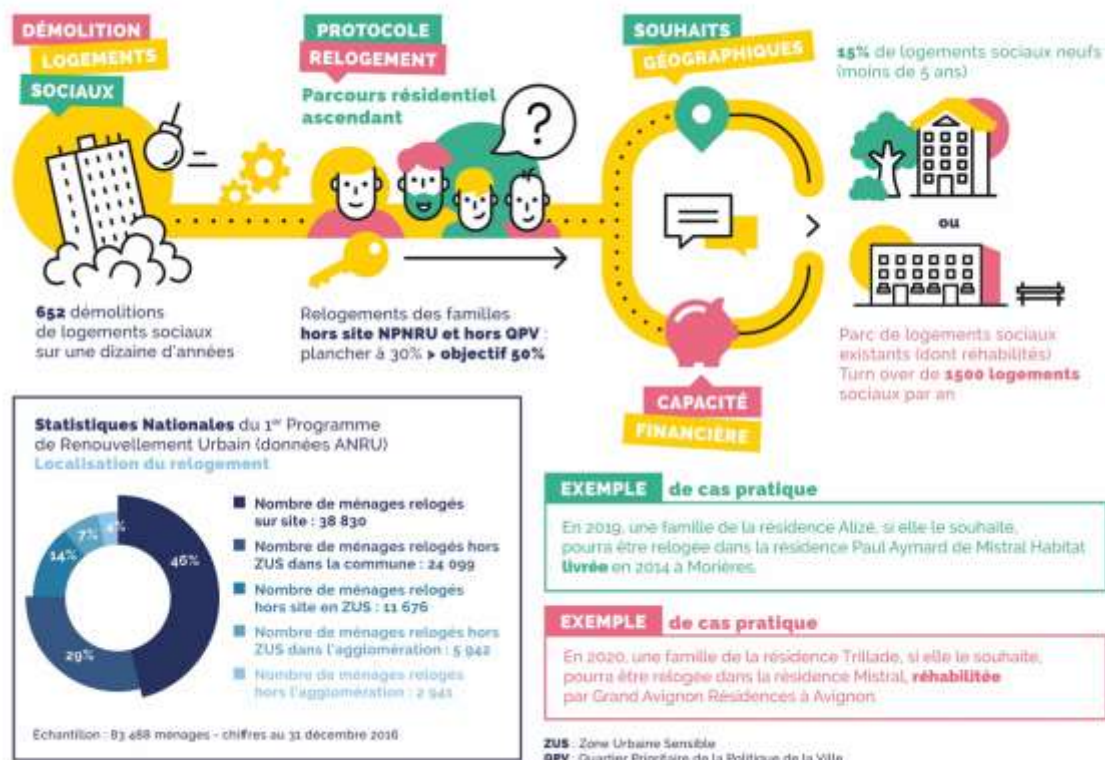 DÉMOLITION
LOGEMENTS
SOCIAUX
652 démolitions
de logements sociaux
sur une dizaine d'années
PROTOCOLE
RELOGEMENT
Parcours résidentiel
ascendant
?
Relogements des familles
hors site NPNRU et hors QPV :
plancher à 30% > objectif 50%
SOUHAITS
GÉOGRAPHIQUES
CAPACITÉ
FINANCIÈRE
15% de logements sociaux neufs
(moins de 5 ans)
ou
Parc de logements sociaux
existants (dont réhabilités)
Turn over de 1500 logements
sociaux par an
Statistiques Nationales du 1er Programme
de Renouvellement Urbain (données ANRU)
Localisation du relogement
46%
29%
14%
7%
4%
Nombre de ménages relogés
sur site : 38 830
Nombre de ménages relogés hors
ZUS dans la commune : 24 099
Nombre de ménages relogés
hors site en ZUS : 11 676
Nombre de ménages relogés hors
ZUS dans l'agglomération : 5 942
Nombre de ménages relogés
hors l'agglomération : 2 941
Echantillon : 83 488 ménages - chiffres au 31 décembre 2016
EXEMPLE de cas pratique
En 2019, une famille de la résidence Alizé, si elle le souhaite,
pourra être relogée dans la résidence Paul Aymard de Mistral Habitat
livrée en 2014 à Morières.
EXEMPLE de cas pratique
En 2020, une famille de la résidence Trillade, si elle le souhaite,
pourra être relogée dans la résidence Mistral, réhabilitée
par Grand Avignon Résidences à Avignon
ZUS : Zone Urbaine Sensible
QPV : Quartier Prioritaire de la Politique de la Ville